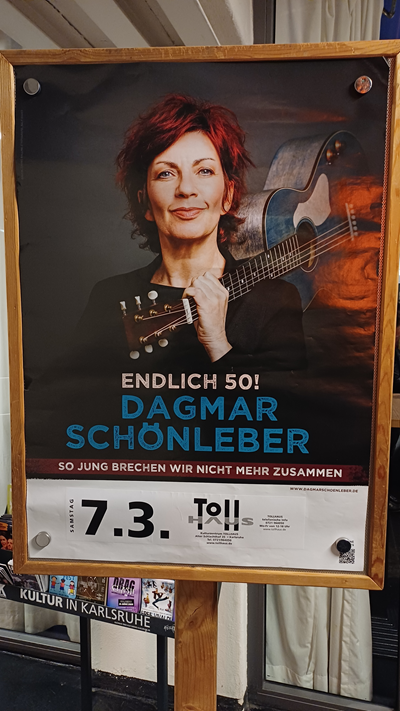 ENDLICH 50!
DAGMAR
SCHÖNLEBER
SO JUNG BRECHEN WIR NICHT MEHR ZUSAMMEN
WWW.DAGMARSCHOENLEBER.DE
SAMSTAG
7.3.
Toll
HAUS
TOLLHAUS
KULTUR IN KARLSRUHE